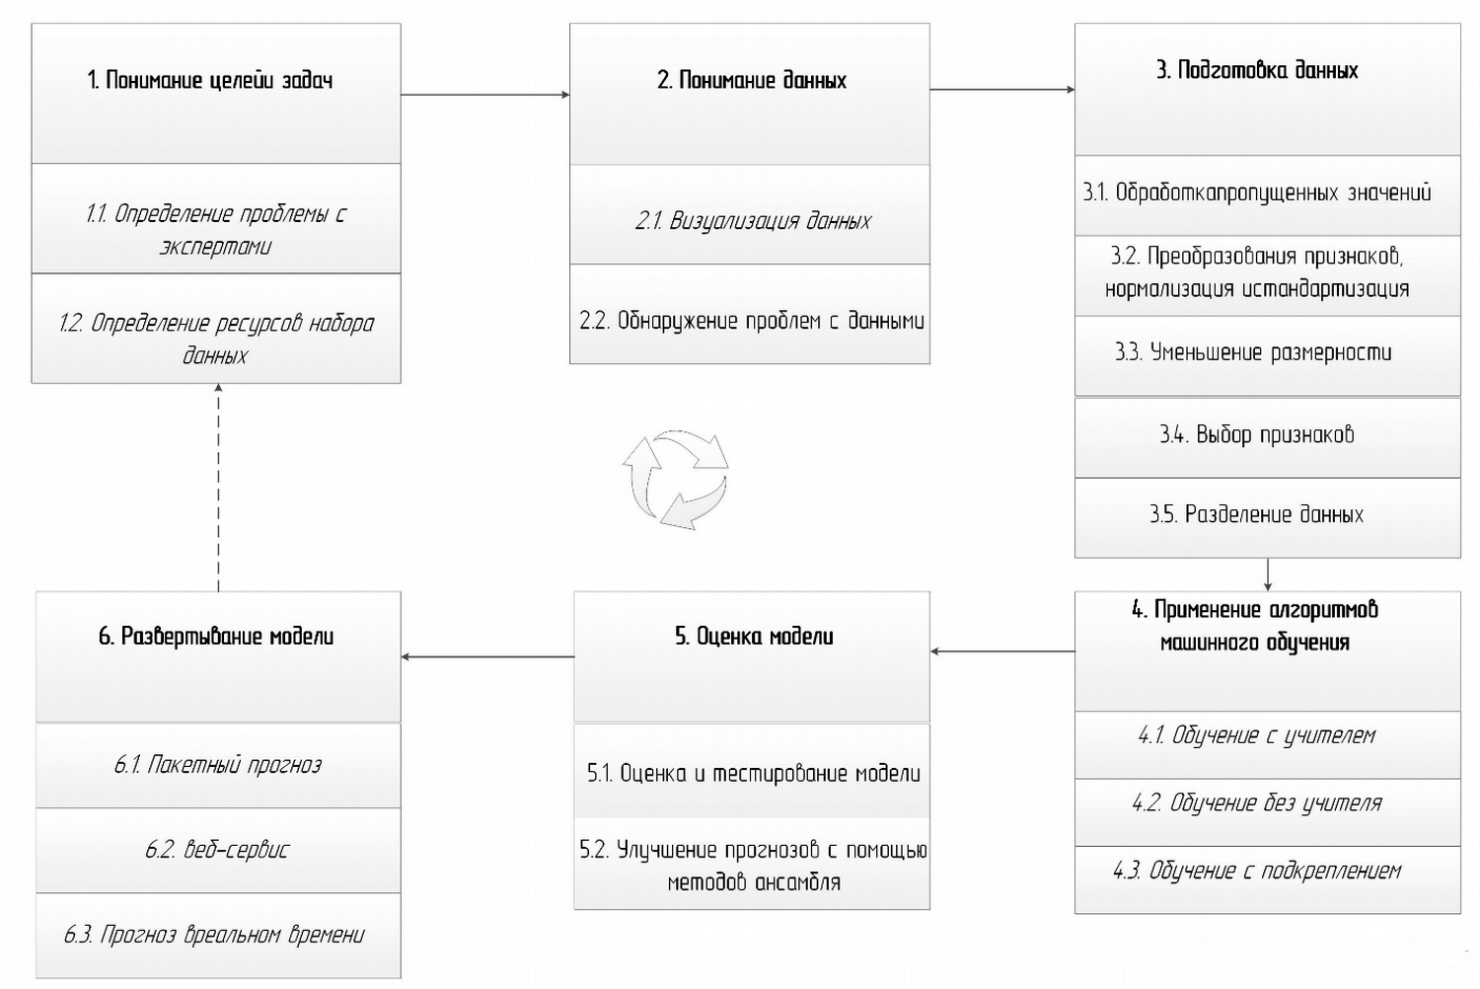 1. Понимание целейи задач
1.1. Определение проблемы с
экспертами
1.2. Определение ресурсов набора
данных
2. Понимание данных
2.1. Визуализация данных
2.2. Обнаружение проблем с данными
3. Подготовка данных
3.1. Обработкапропущенных значений
3.2. Преобразования признаков,
нормализация истандартизация
3.3. Уменьшение размерности
3.4. Выбор признаков
3.5. Разделение данных
4. Применение алгоритмов
машинного обучения
4.1. Обучение с учителем
4.2. Обучение без учителя
4.3. Обучение с подкреплением
5. Оценка модели
5.1. Оценка и тестирование модели
5.2. Улучшение прогнозов с помощью
методов ансамбля
6. Развертывание модели
6.1. Пакетный прогноз
6.2. веб-сервис
6.3. Прогноз вреальном времени